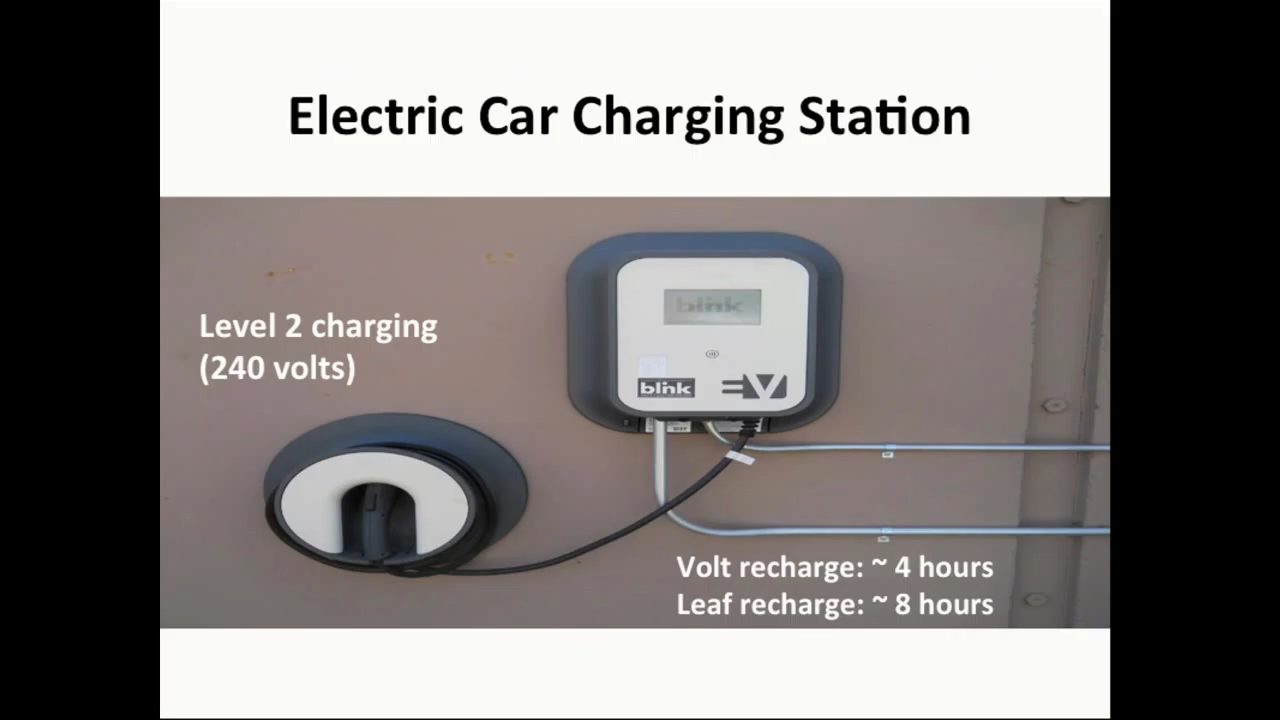 Electric Car Charging Station
Level 2 charging
(240 volts)
blink
blink
EV
Volt recharge: ~ 4 hours
Leaf recharge: ~ 8 hours